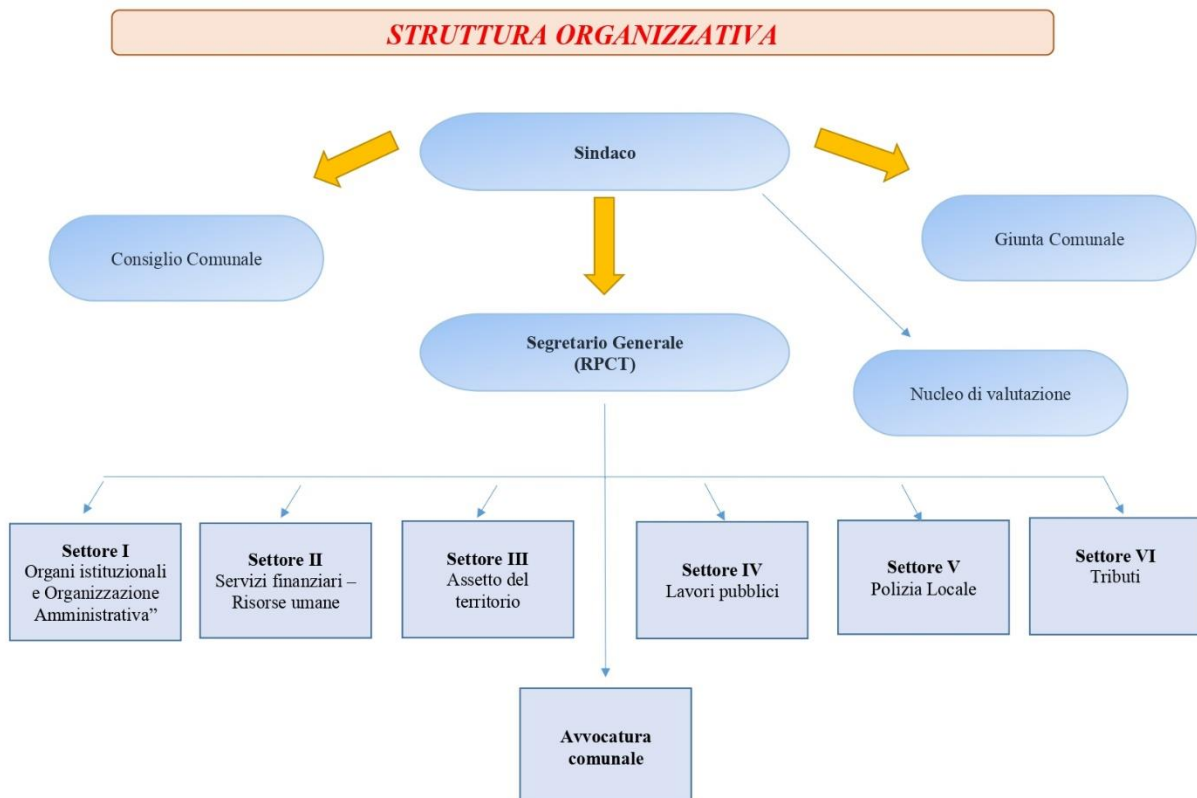 STRUTTURA ORGANIZZATIVA
Sindaco
Consiglio Comunale
Giunta Comunale
Segretario Generale
(RPCT)
Nucleo di valutazione
Settore I
Organi istituzionali
e Organizzazione
Amministrativa”
Settore II
Servizi finanziari –
Risorse umane
Settore III
Assetto del
territorio
Settore IV
Lavori pubblici
Settore V
Polizia Locale
Settore VI
Tributi
Avvocatura
comunale